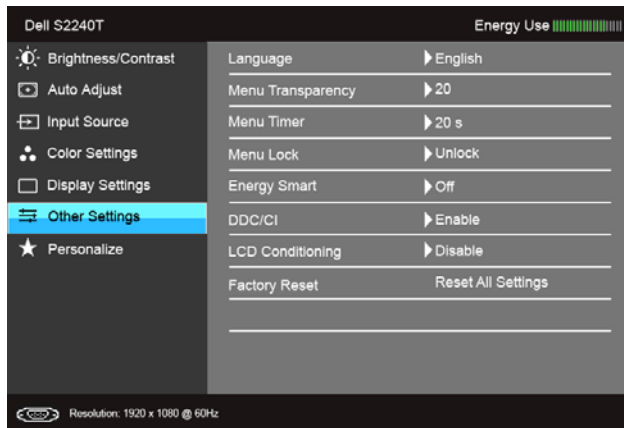 Dell S2240T
Energy Use
Brightness/Contrast
Auto Adjust
Input Source
Color Settings
Display Settings
Other Settings
Personalize
Language English
Menu Transparency 20
Menu Timer 20 s
Menu Lock Unlock
Energy Smart Off
DDC/CI Enable
LCD Conditioning Disable
Factory Reset Reset All Settings
Resolution: 1920 x 1080 @ 60Hz